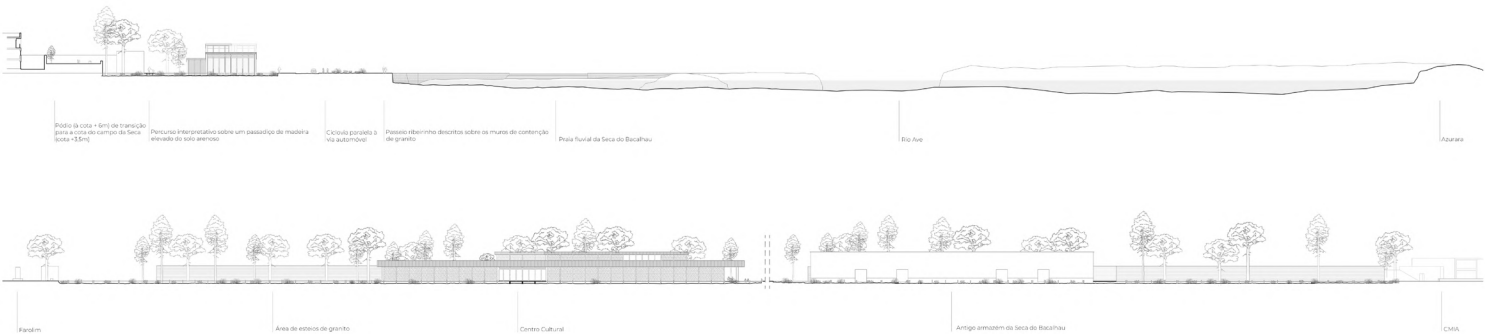 Pódio (à cota + 6m) de transição
para a cota do campo da Seca
(cota +3.5m)
Percurso interpretativo sobre um passadiço de madeira
elevado do solo arenoso
Ciclovia paralela à
via automóvel
Passeio ribeirinho descritos sobre os muros de contenção
de granito
Praia fluvial da Seca do Bacalhau
Rio Ave
Azurara
Farolim
Área de esteios de granito
Centro Cultural
Antigo armazém da Seca do Bacalhau
CMIA